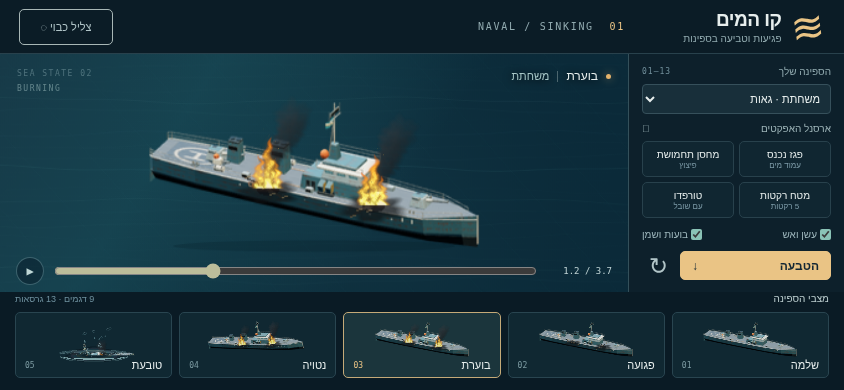 קו המים
פגיעות וטביעה בספינות
NAVAL / SINKING 01
צליל כבוי
הספינה שלך 01–13
משחתת · גאות
ארסנל האפקטים
פגז נכנס
עמוד מים
מחסן תחמושת
פיצוץ
מטח רקטות
5 רקטות
טורפדו
עם שובל
עשן ואש
בועות ושמן
הטבעה ↓
SEA STATE 02
BURNING
בוערת | משחתת
1.2 / 3.7
מצבי הספינה
9 דגמים · 13 גרסאות
שלמה 01
פגועה 02
בוערת 03
נטויה 04
טובעת 05